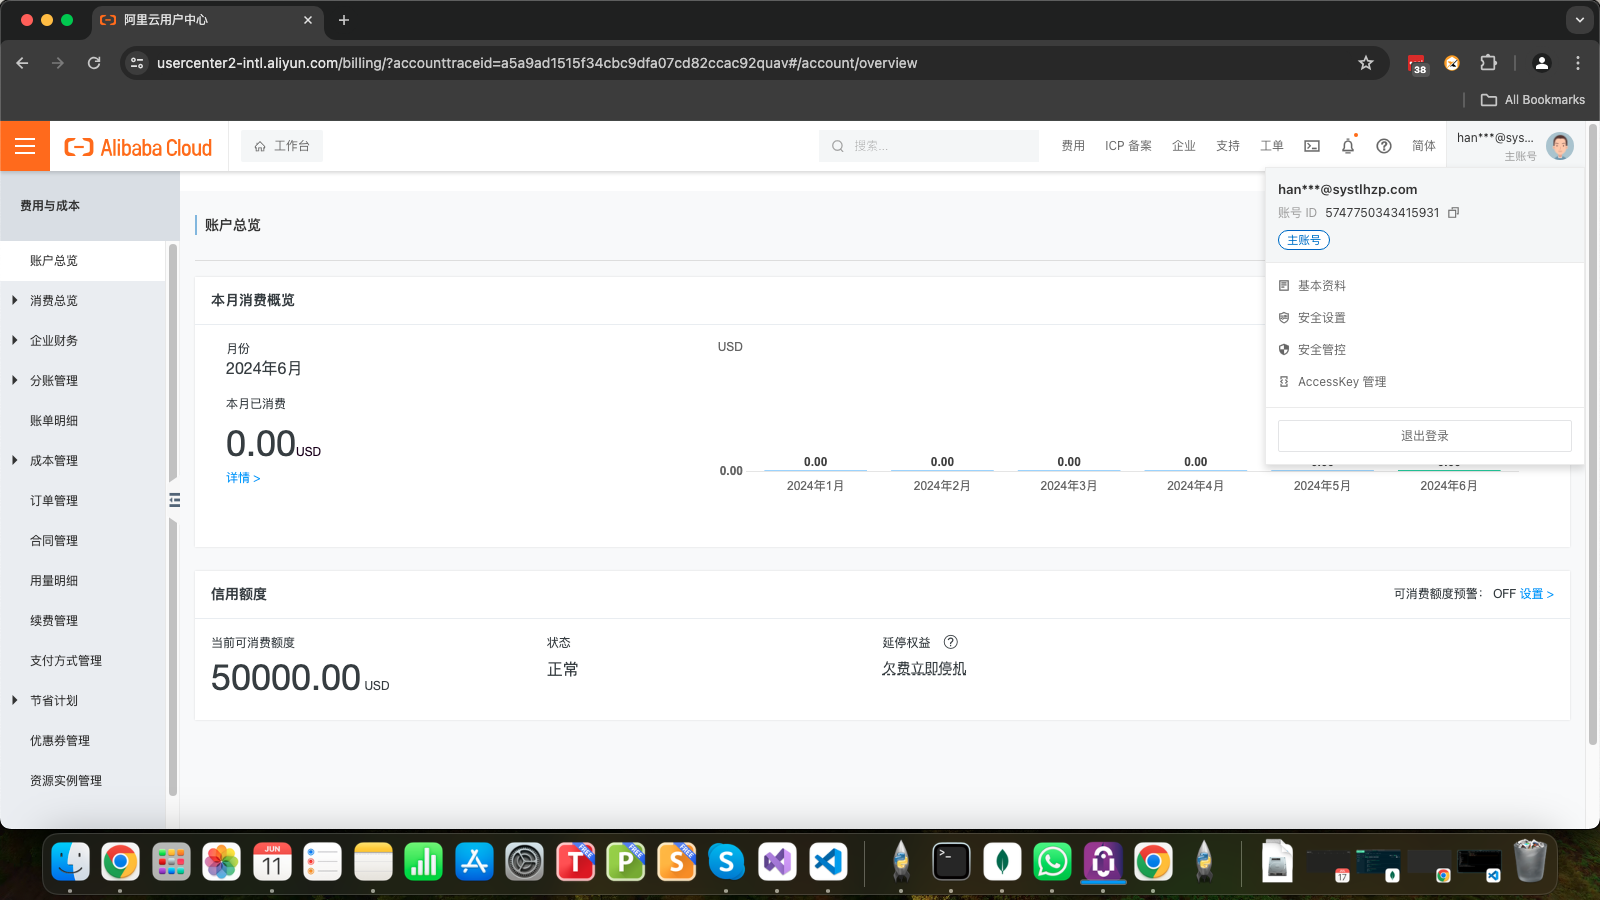 阿里云用户中心
usercenter2-intl.aliyun.com/billing/?accounttraceid=a5a9ad1515f34cbc9dfa07cd82ccac92quav#/account/overview
38
All Bookmarks
Alibaba Cloud
工作台
搜索...
费用
ICP 备案
企业
支持
工单
简体
han***@sys...
主账号
han***@systlhzp.com
账号 ID 5747750343415931
主账号
基本资料
安全设置
安全管控
AccessKey 管理
退出登录
费用与成本
账户总览
消费总览
企业财务
分账管理
账单明细
成本管理
订单管理
合同管理
用量明细
续费管理
支付方式管理
节省计划
优惠券管理
资源实例管理
账户总览
本月消费概览
月份
2024年6月
本月已消费
0.00USD
详情 >
USD
0.00
0.00
0.00
0.00
0.00
2024年1月
2024年2月
2024年3月
2024年4月
2024年5月
2024年6月
信用额度
可消费额度预警： OFF 设置 >
当前可消费额度
50000.00 USD
状态
正常
延停权益
欠费立即停机
JUN
11
T
FREE
P
FREE
S
FREE
S
17